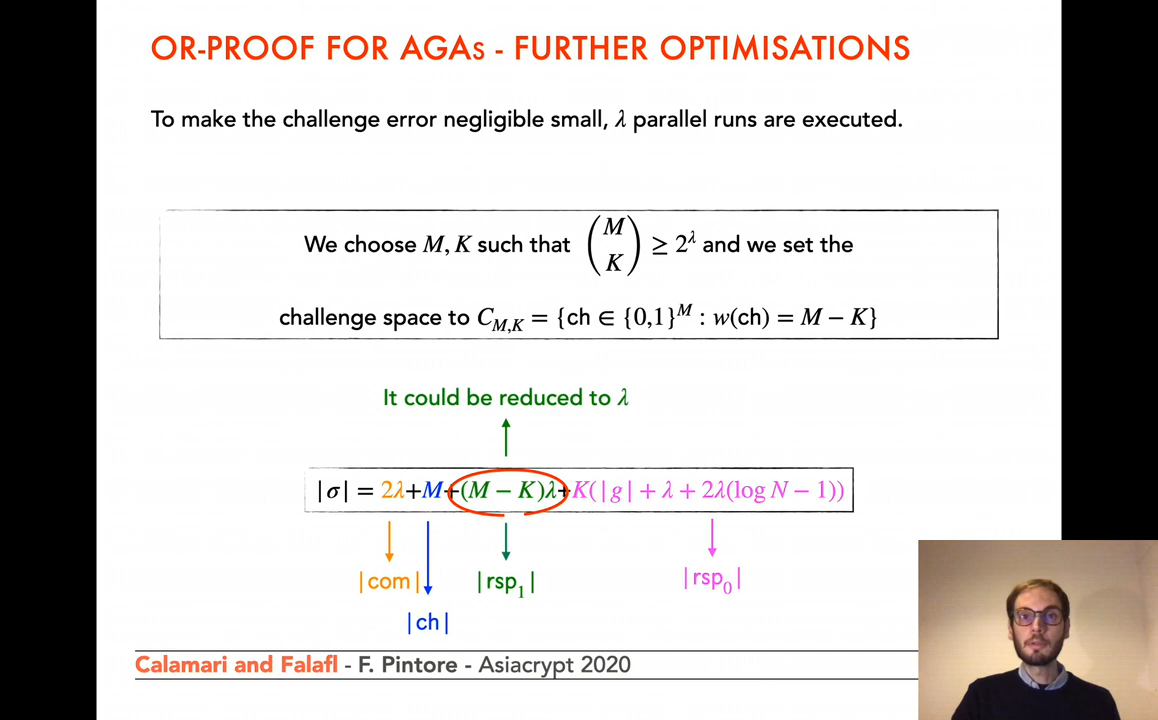 OR-PROOF FOR AGAs - FURTHER OPTIMISATIONS
To make the challenge error negligible small, λ parallel runs are executed.
We choose M, K such that (M K) ≥ 2^λ and we set the
challenge space to C_{M,K} = {ch ∈ {0,1}^M : w(ch) = M − K}
It could be reduced to λ
|σ| = 2λ+M+(M − K)λ+K(|g| + λ + 2λ(log N − 1))
|com| |rsp₁| |rsp₀|
|ch|
Calamari and Falafl - F. Pintore - Asiacrypt 2020